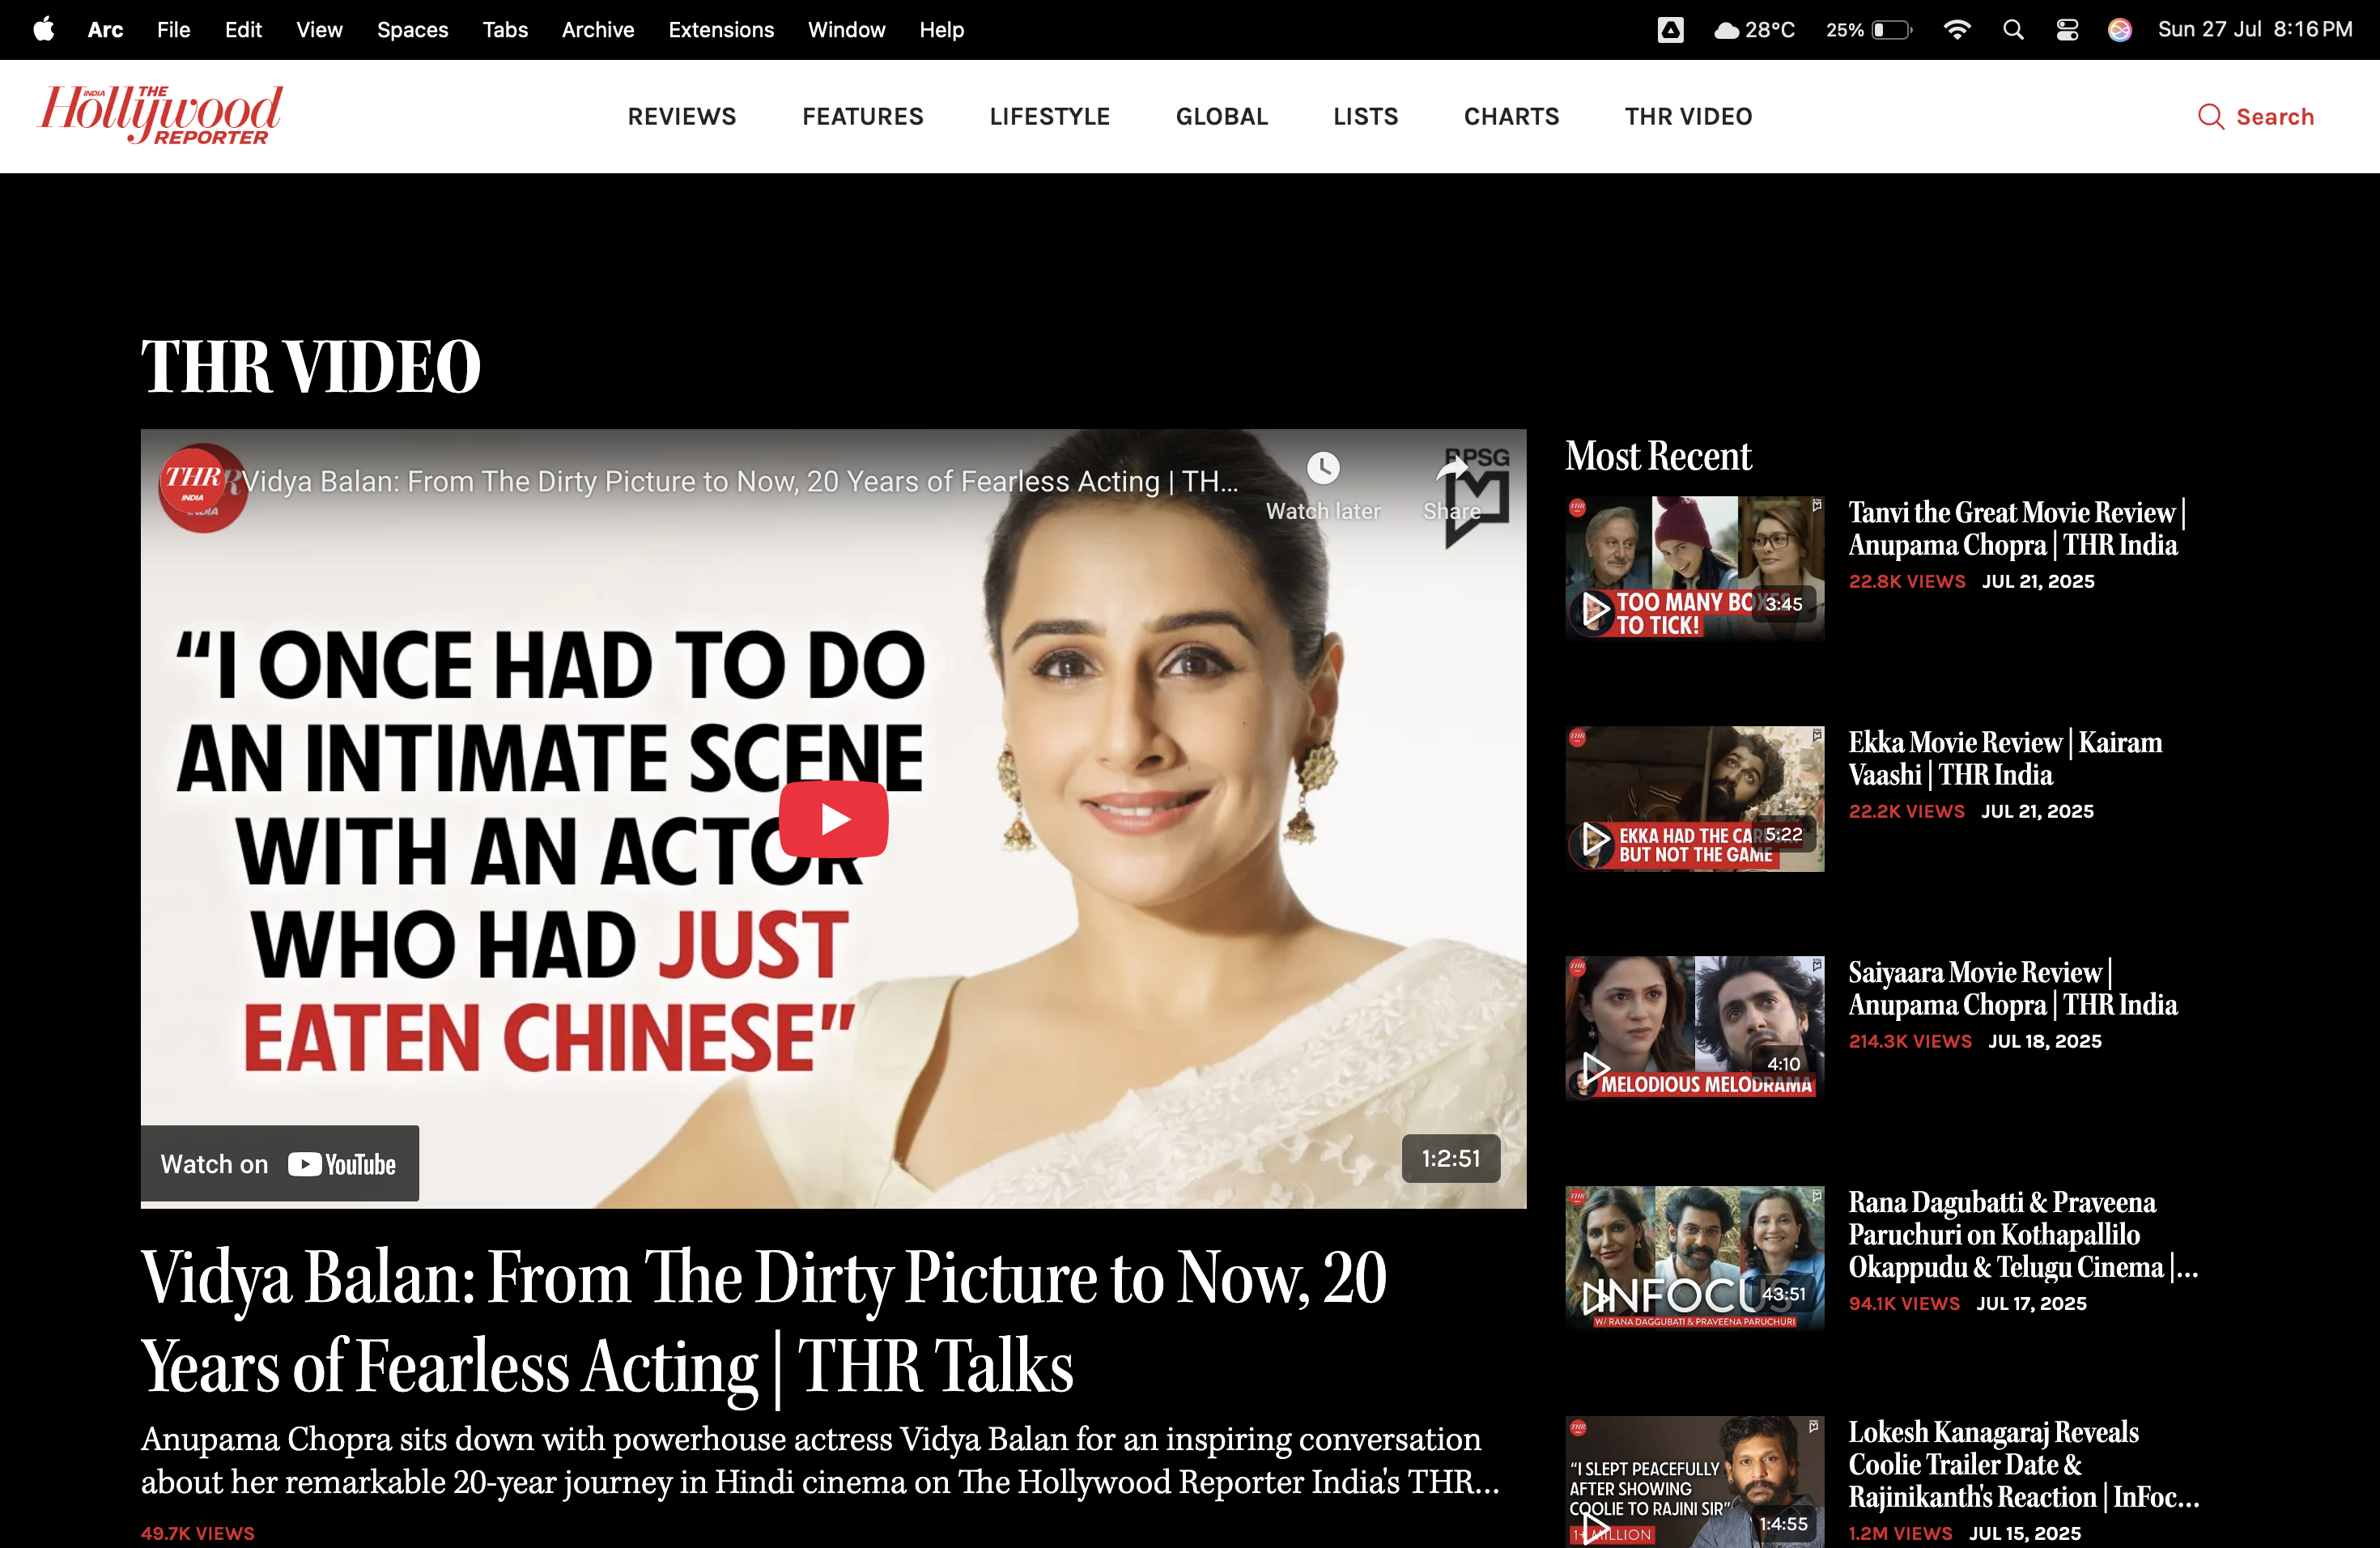 Arc File Edit View Spaces Tabs Archive Extensions Window Help 28°C 25% Sun 27 Jul 8:16 PM
INDIA THE
Hollywood
REPORTER
REVIEWS FEATURES LIFESTYLE GLOBAL LISTS CHARTS THR VIDEO Search
THR VIDEO
THR
INDIA
Vidya Balan: From The Dirty Picture to Now, 20 Years of Fearless Acting | TH...
Watch later
Share
RPSG
“I ONCE HAD TO DO
AN INTIMATE SCENE
WITH AN ACTOR
WHO HAD JUST
EATEN CHINESE”
Watch on YouTube
1:2:51
Vidya Balan: From The Dirty Picture to Now, 20
Years of Fearless Acting | THR Talks
Anupama Chopra sits down with powerhouse actress Vidya Balan for an inspiring conversation
about her remarkable 20-year journey in Hindi cinema on The Hollywood Reporter India's THR...
49.7K VIEWS
Most Recent
THR
TOO MANY BOXES
TO TICK!
3:45
Tanvi the Great Movie Review |
Anupama Chopra | THR India
22.8K VIEWS JUL 21, 2025
THR
EKKA HAD THE CARDS
BUT NOT THE GAME
5:22
Ekka Movie Review | Kairam
Vaashi | THR India
22.2K VIEWS JUL 21, 2025
THR
MELODIOUS MELODRAMA
4:10
Saiyaara Movie Review |
Anupama Chopra | THR India
214.3K VIEWS JUL 18, 2025
THR
INFOCUS
W/ RANA DAGGUBATI & PRAVEENA PARUCHURI
43:51
Rana Dagubatti & Praveena
Paruchuri on Kothapallilo
Okappudu & Telugu Cinema |...
94.1K VIEWS JUL 17, 2025
THR
“I SLEPT PEACEFULLY
AFTER SHOWING
COOLIE TO RAJINI SIR”
1+ MILLION
1:4:55
Lokesh Kanagaraj Reveals
Coolie Trailer Date &
Rajinikanth's Reaction | InFoc...
1.2M VIEWS JUL 15, 2025